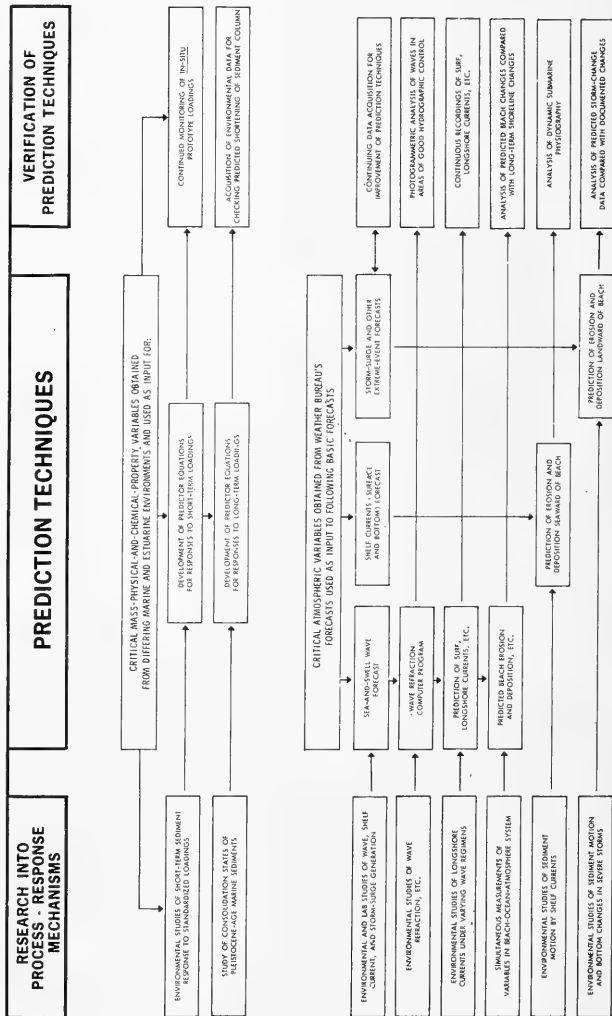 RESEARCH INTO
PROCESS - RESPONSE
MECHANISMS
PREDICTION TECHNIQUES
VERIFICATION OF
PREDICTION TECHNIQUES
CRITICAL MASS-PHYSICAL-AND-CHEMICAL-PROPERTY VARIABLES OBTAINED
FROM DIFFERING MARINE AND ESTUARINE ENVIRONMENTS AND USED AS INPUT FOR:
ENVIRONMENTAL STUDIES OF SHORT-TERM SEDIMENT
RESPONSE TO STANDARDIZED LOADINGS
DEVELOPMENT OF PREDICTOR EQUATIONS
FOR RESPONSES TO SHORT-TERM LOADINGS
CONTINUED MONITORING OF IN-SITU
PROTOTYPE LOADINGS
STUDY OF CONSOLIDATION STATES OF
PLEISTOCENE-AGE MARINE SEDIMENTS
DEVELOPMENT OF PREDICTOR EQUATIONS
FOR RESPONSES TO LONG-TERM LOADINGS
ACQUISITION OF ENVIRONMENTAL DATA FOR
CHECKING PREDICTED SHORTENING OF SEDIMENT COLUMN
CRITICAL ATMOSPHERIC VARIABLES OBTAINED FROM WEATHER BUREAU'S
FORECASTS USED AS INPUT TO FOLLOWING BASIC FORECASTS
ENVIRONMENTAL AND LAB STUDIES OF WAVE, SHELF
CURRENT, AND STORM-SURGE GENERATION
SEA-AND-SWELL WAVE
FORECAST
SHELF CURRENTS (SURFACE
AND BOTTOM) FORECAST
STORM-SURGE AND OTHER
EXTREME-EVENT FORECASTS
CONTINUING DATA ACQUISITION FOR
IMPROVEMENT OF PREDICTION TECHNIQUES
ENVIRONMENTAL STUDIES OF WAVE
REFRACTION, ETC.
WAVE REFRACTION
COMPUTER PROGRAM
PHOTOGRAMMETRIC ANALYSIS OF WAVES IN
AREAS OF GOOD HYDROGRAPHIC CONTROL
ENVIRONMENTAL STUDIES OF LONGSHORE
CURRENTS UNDER VARYING WAVE REGIMENS
PREDICTION OF SURF,
LONGSHORE CURRENTS, ETC.
CONTINUOUS RECORDINGS OF SURF,
LONGSHORE CURRENTS, ETC.
SIMULTANEOUS MEASUREMENTS OF
VARIABLES IN BEACH-OCEAN-ATMOSPHERE SYSTEM
PREDICTED BEACH EROSION
AND DEPOSITION, ETC.
ANALYSIS OF PREDICTED BEACH CHANGES COMPARED
WITH LONG-TERM SHORELINE CHANGES
ENVIRONMENTAL STUDIES OF SEDIMENT
MOTION BY SHELF CURRENTS
PREDICTION OF EROSION AND
DEPOSITION SEAWARD OF BEACH
ANALYSIS OF DYNAMIC SUBMARINE
PHYSIOGRAPHY
ENVIRONMENTAL STUDIES OF SEDIMENT MOTION
AND BOTTOM CHANGES IN SEVERE STORMS
PREDICTION OF EROSION AND
DEPOSITION LANDWARD OF BEACH
ANALYSIS OF PREDICTED STORM-CHANGE
DATA COMPARED WITH DOCUMENTED CHANGES